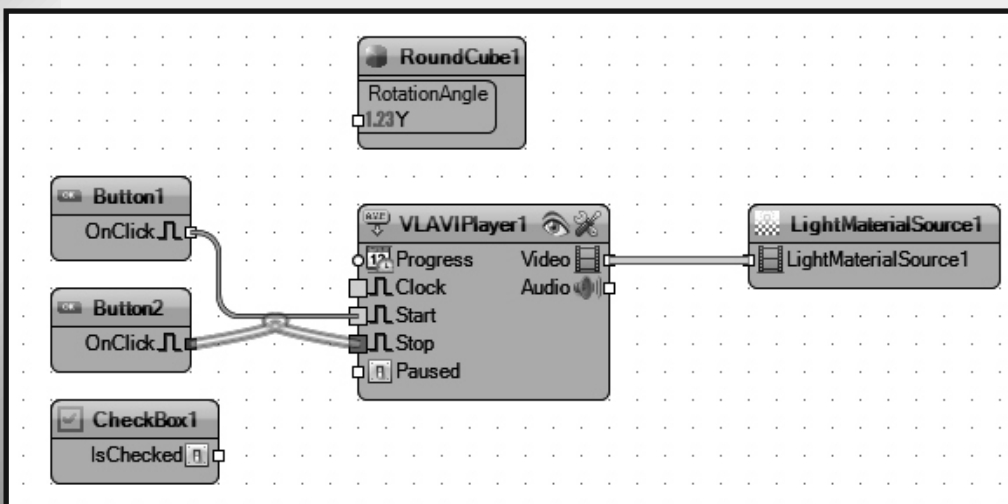 RoundCube1
RotationAngle
1.23 Y
Button1
OnClick
Button2
OnClick
CheckBox1
IsChecked
VLAVIPlayer1
Progress
Video
Clock
Audio
Start
Stop
Paused
LightMaterialSource1
LightMaterialSource1